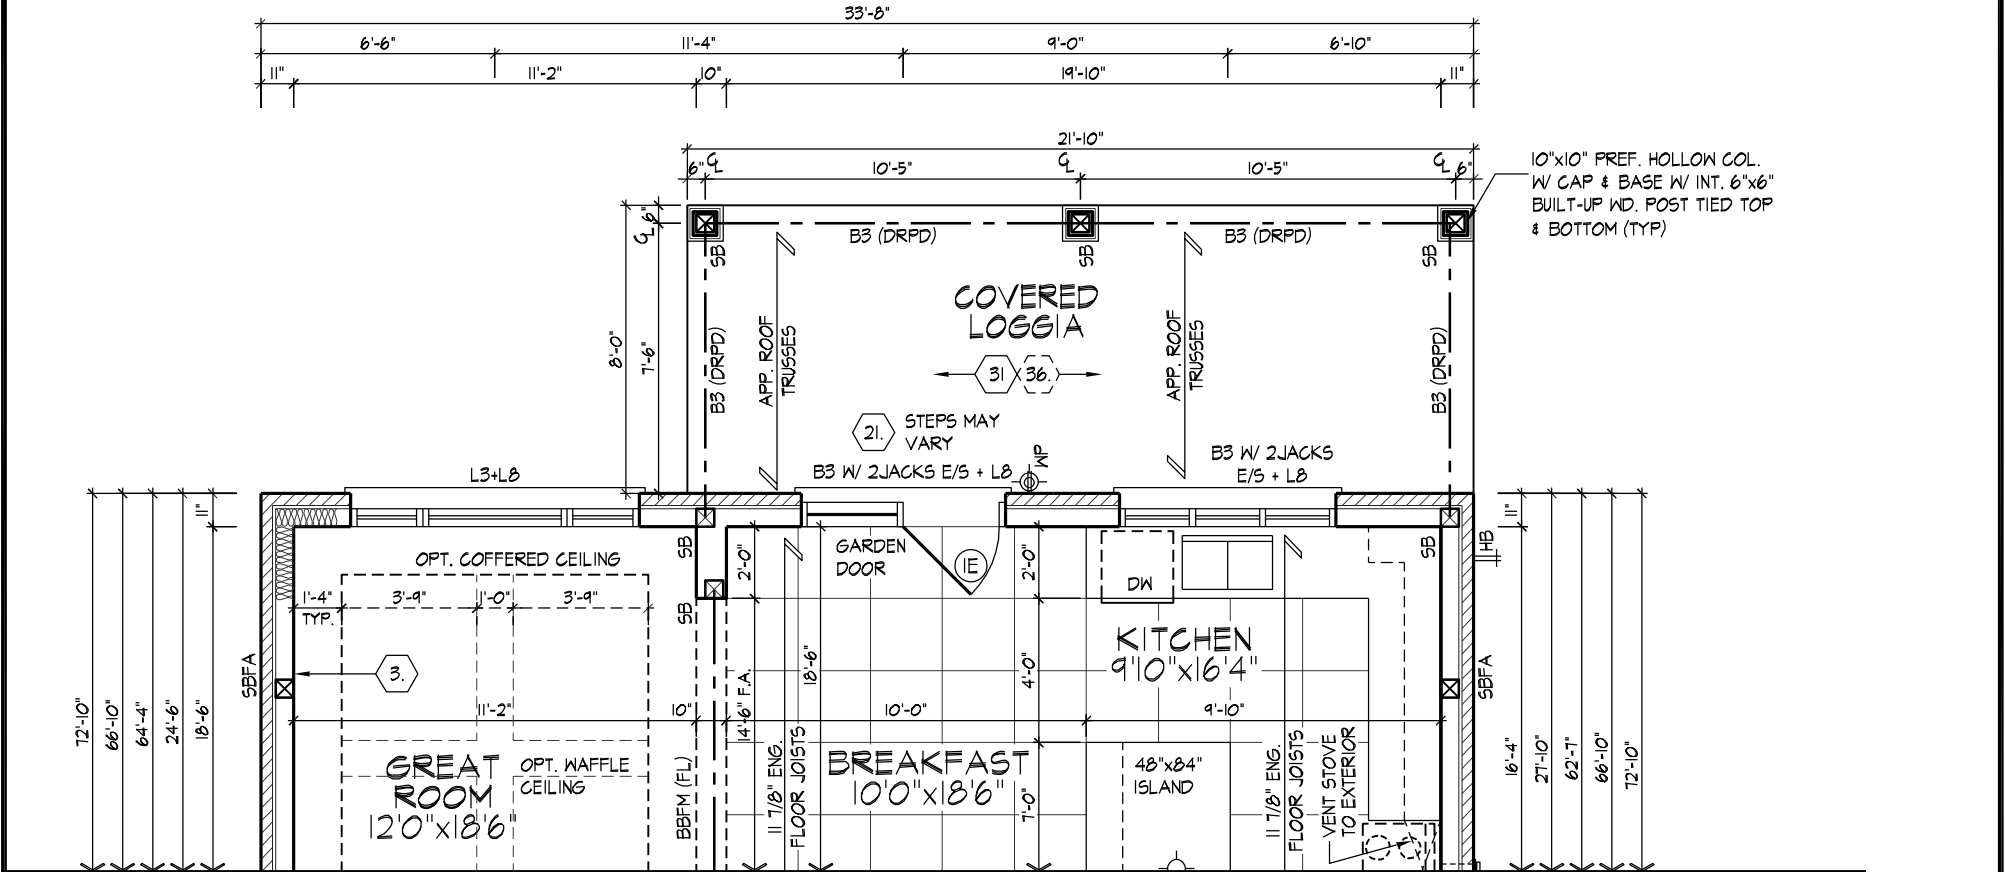 33'-8"
6'-6" 11'-4" 9'-0" 6'-10"
11" 11'-2" 10" 19'-10" 11"
21'-10"
6" CL 10'-5" CL 10'-5" CL 6"
10"x10" PREF. HOLLOW COL.
W/ CAP & BASE W/ INT. 6"x6"
BUILT-UP WD. POST TIED TOP
& BOTTOM (TYP)
CL 6"
B3 (DRPD) B3 (DRPD)
SB SB SB
COVERED
LOGGIA
8'-0" 7'-6"
B3 (DRPD)
APP. ROOF
TRUSSES
APP. ROOF
TRUSSES
B3 (DRPD)
31 36.
21. STEPS MAY
VARY
WP
L3+L8
B3 W/ 2JACKS E/S + L8
B3 W/ 2JACKS
E/S + L8
11" 11"
HB
OPT. COFFERED CEILING
SB
2'-0"
GARDEN
DOOR
1E
2'-0"
DW
SB
1'-4" 3'-9" 1'-0" 3'-9"
TYP.
SB
KITCHEN
9'10"x16'4"
SBFA
3.
18'-6"
4'-0"
SBFA
14'-6" F.A.
11'-2" 10" 10'-0" 9'-10"
72'-10"
66'-10"
64'-4"
24'-6"
18'-6"
GREAT
ROOM
12'0"x18'6"
OPT. WAFFLE
CEILING
BBFM (FL)
11 7/8" ENG.
FLOOR JOISTS
BREAKFAST
10'0"x18'6"
7'-0"
48"x84"
ISLAND
11 7/8" ENG.
FLOOR JOISTS
VENT STOVE
TO EXTERIOR
16'-4"
27'-10"
62'-7"
66'-10"
72'-10"